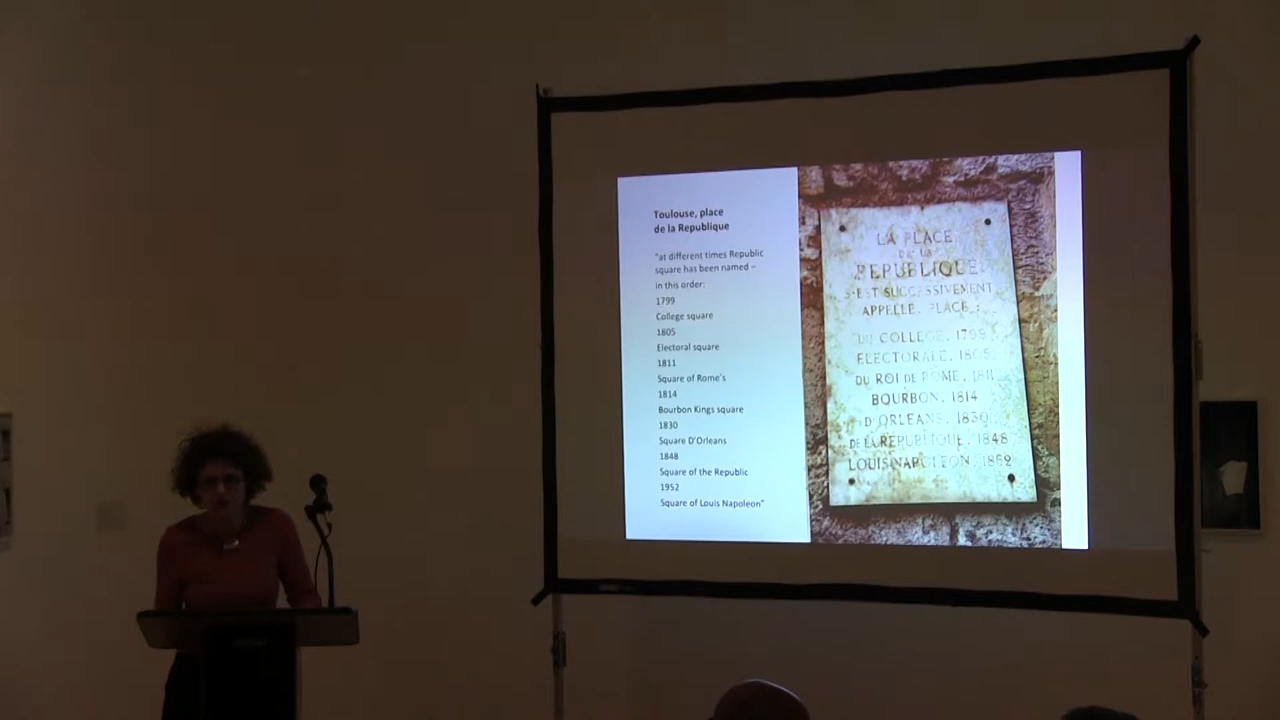 Toulouse, place
de la Republique
"at different times Republic
square has been named –
in this order:
1799
College square
1805
Electoral square
1811
Square of Rome's
1814
Bourbon Kings square
1830
Square D'Orleans
1848
Square of the Republic
1952
Square of Louis Napoleon"
LA PLACE
DE LA
REPUBLIQUE
S'EST SUCCESSIVEMENT
APPELLE. PLACE :
DU COLLEGE. 1799
ELECTORALE. 1805
DU ROI DE ROME. 1811
BOURBON. 1814
D'ORLEANS. 1830
DE LA REPUBLIQUE. 1848
LOUIS NAPOLEON. 1852